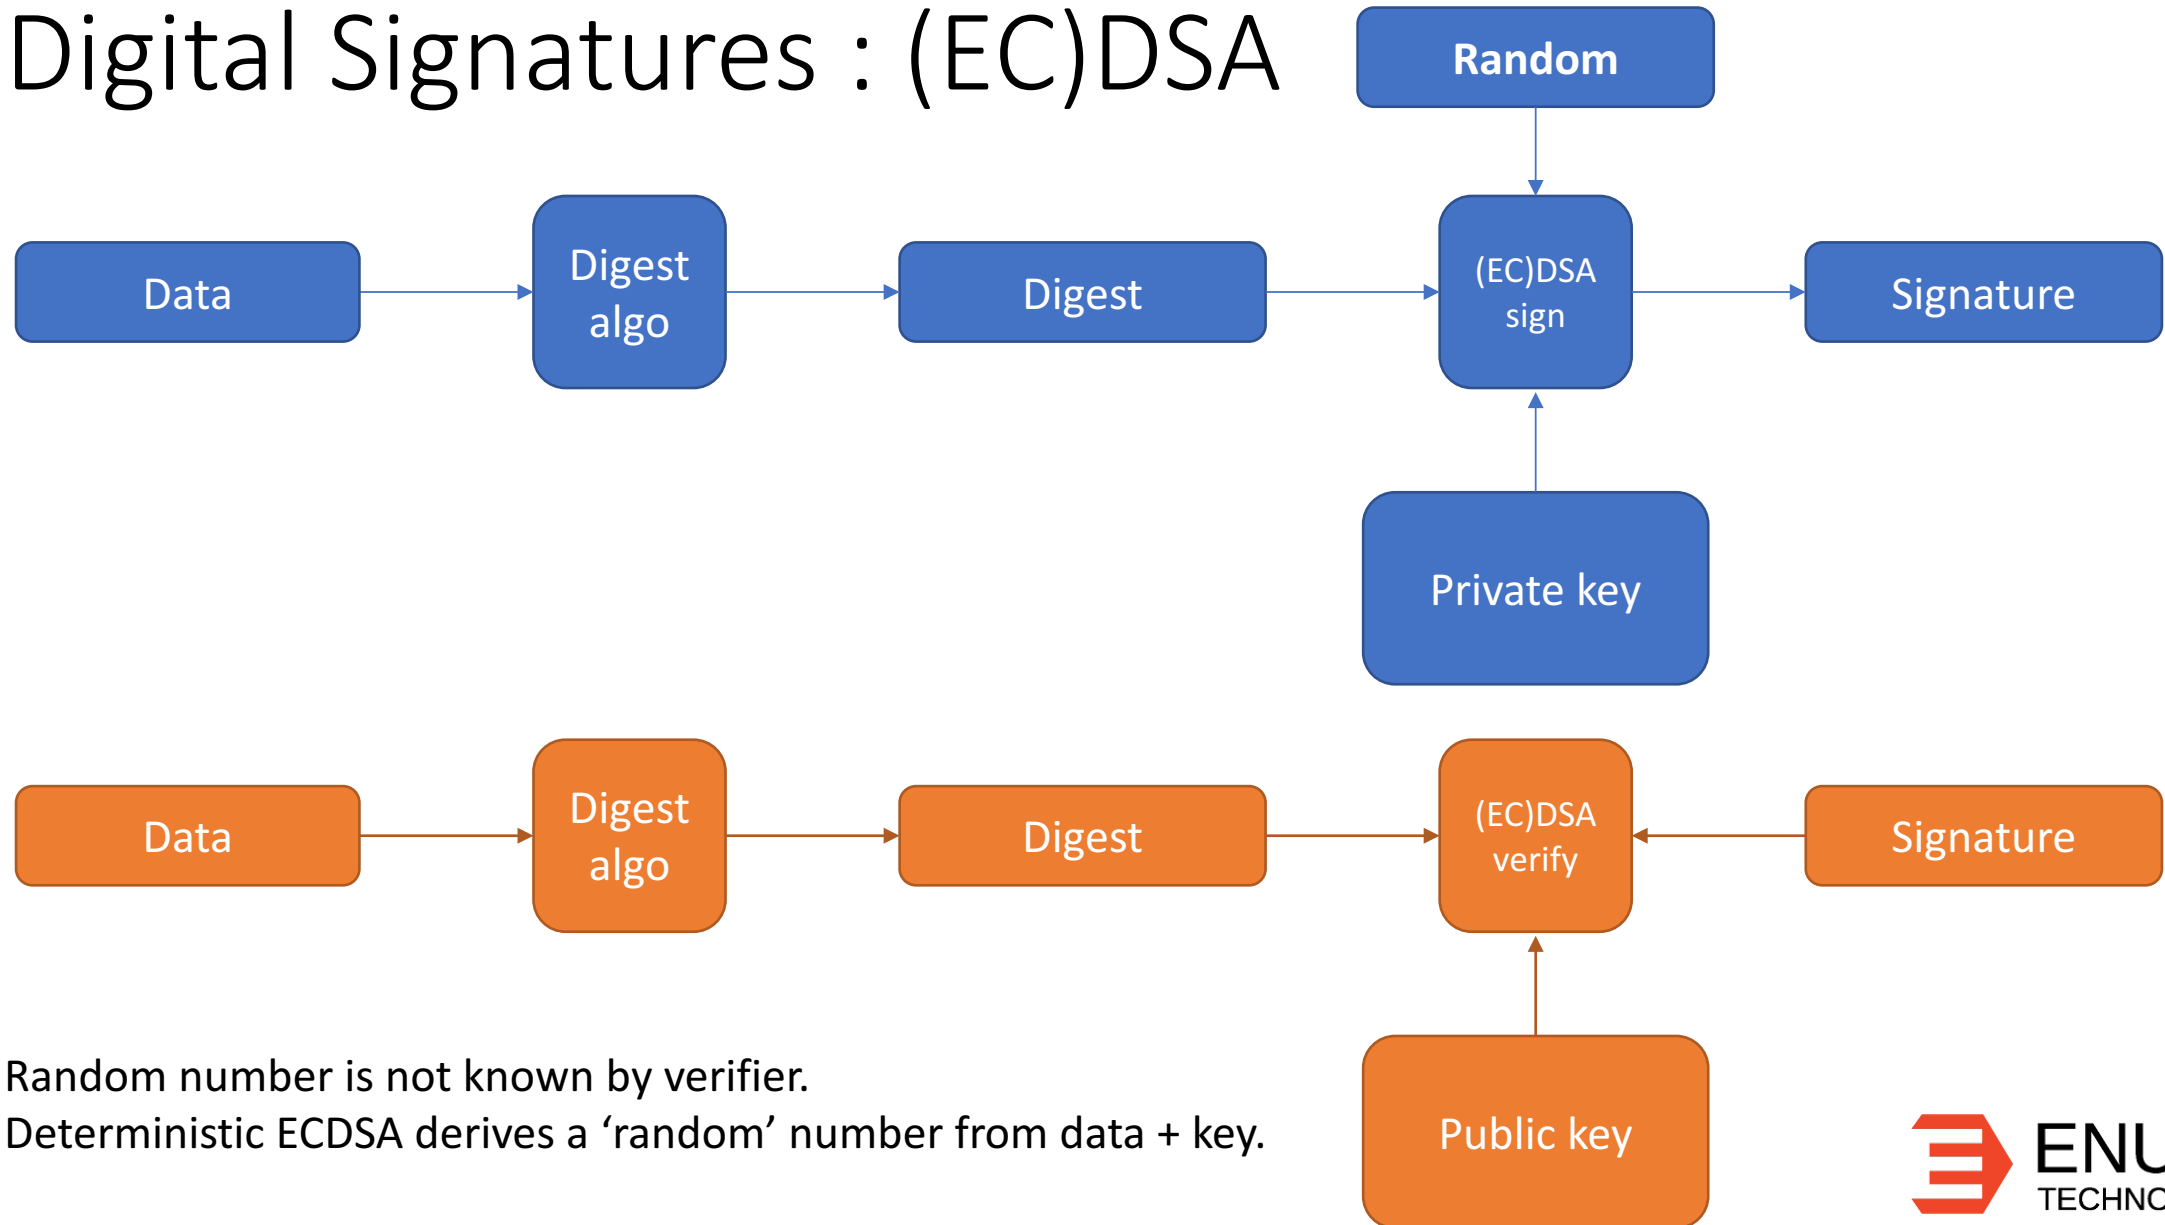 Digital Signatures : (EC)DSA
Random
Data
Digest
algo
Digest
(EC)DSA
sign
Signature
Private key
Data
Digest
algo
Digest
(EC)DSA
verify
Signature
Public key
Random number is not known by verifier.
Deterministic ECDSA derives a ‘random’ number from data + key.